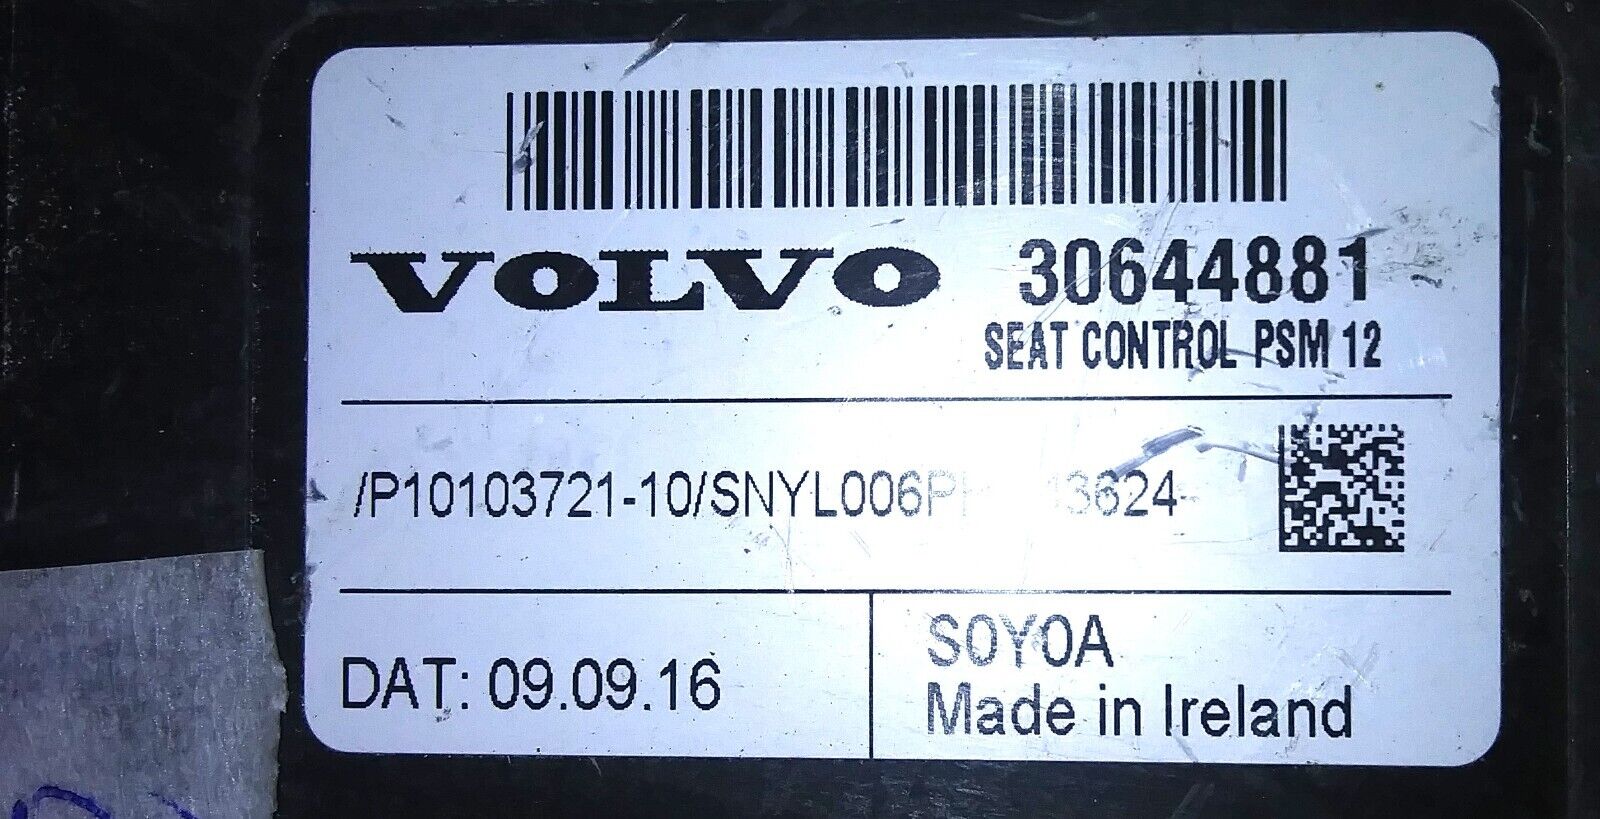 VOLVO 30644881
SEAT CONTROL PSM 12
/P10103721-10/SNYL006P
DAT: 09.09.16
S0Y0A
Made in Ireland